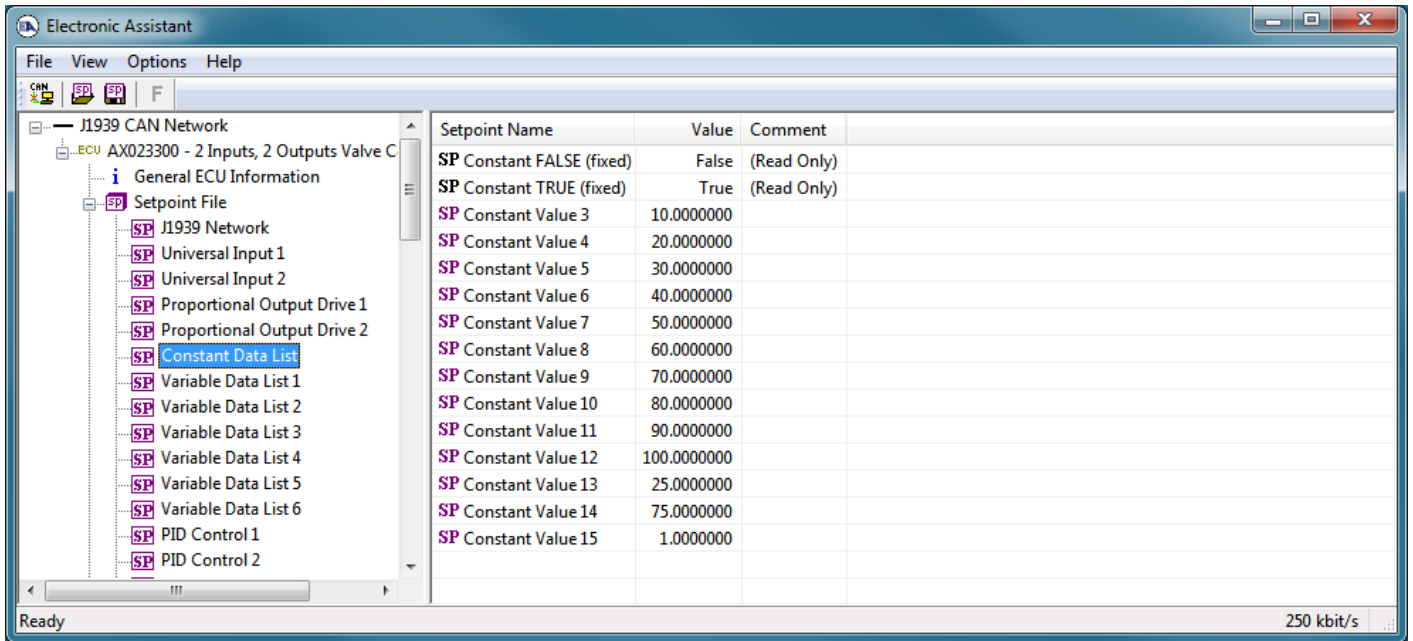 Electronic Assistant
File View Options Help
CAN SP SP F
J1939 CAN Network
ECU AX023300 - 2 Inputs, 2 Outputs Valve C
i General ECU Information
SP Setpoint File
SP J1939 Network
SP Universal Input 1
SP Universal Input 2
SP Proportional Output Drive 1
SP Proportional Output Drive 2
SP Constant Data List
SP Variable Data List 1
SP Variable Data List 2
SP Variable Data List 3
SP Variable Data List 4
SP Variable Data List 5
SP Variable Data List 6
SP PID Control 1
SP PID Control 2
Setpoint Name Value Comment
SP Constant FALSE (fixed) False (Read Only)
SP Constant TRUE (fixed) True (Read Only)
SP Constant Value 3 10.0000000
SP Constant Value 4 20.0000000
SP Constant Value 5 30.0000000
SP Constant Value 6 40.0000000
SP Constant Value 7 50.0000000
SP Constant Value 8 60.0000000
SP Constant Value 9 70.0000000
SP Constant Value 10 80.0000000
SP Constant Value 11 90.0000000
SP Constant Value 12 100.0000000
SP Constant Value 13 25.0000000
SP Constant Value 14 75.0000000
SP Constant Value 15 1.0000000
Ready 250 kbit/s